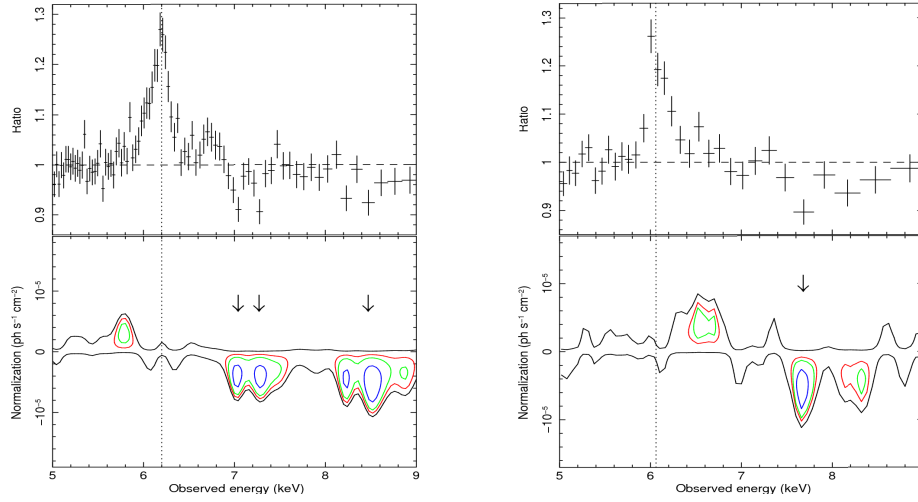 1.3
1.2
1.1
1
0.9
Ratio
10⁻⁵
0
−10⁻⁵
Normalization (ph s⁻¹ cm⁻²)
5 6 7 8 9
Observed energy (keV)
1.3
1.2
1.1
1
0.9
Ratio
10⁻⁵
0
−10⁻⁵
Normalization (ph s⁻¹ cm⁻²)
5 6 7 8
Observed energy (keV)